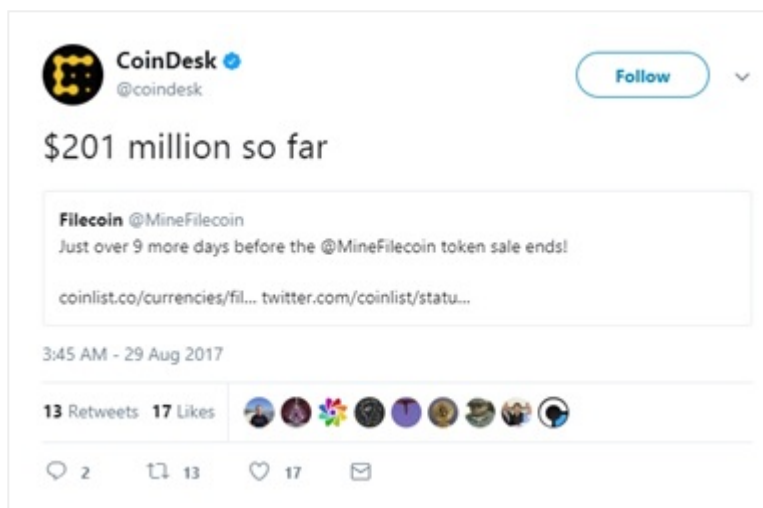 CoinDesk
@coindesk
Follow
$201 million so far
Filecoin @MineFilecoin
Just over 9 more days before the @MineFilecoin token sale ends!
coinlist.co/currencies/fil... twitter.com/coinlist/statu...
3:45 AM - 29 Aug 2017
13 Retweets 17 Likes
2 13 17